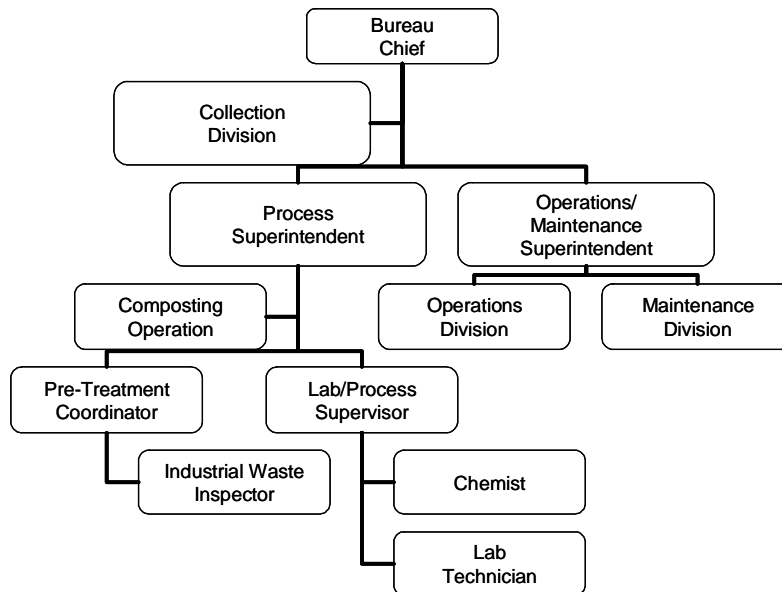 Bureau
Chief
Collection
Division
Process
Superintendent
Operations/
Maintenance
Superintendent
Composting
Operation
Operations
Division
Maintenance
Division
Pre-Treatment
Coordinator
Lab/Process
Supervisor
Industrial Waste
Inspector
Chemist
Lab
Technician